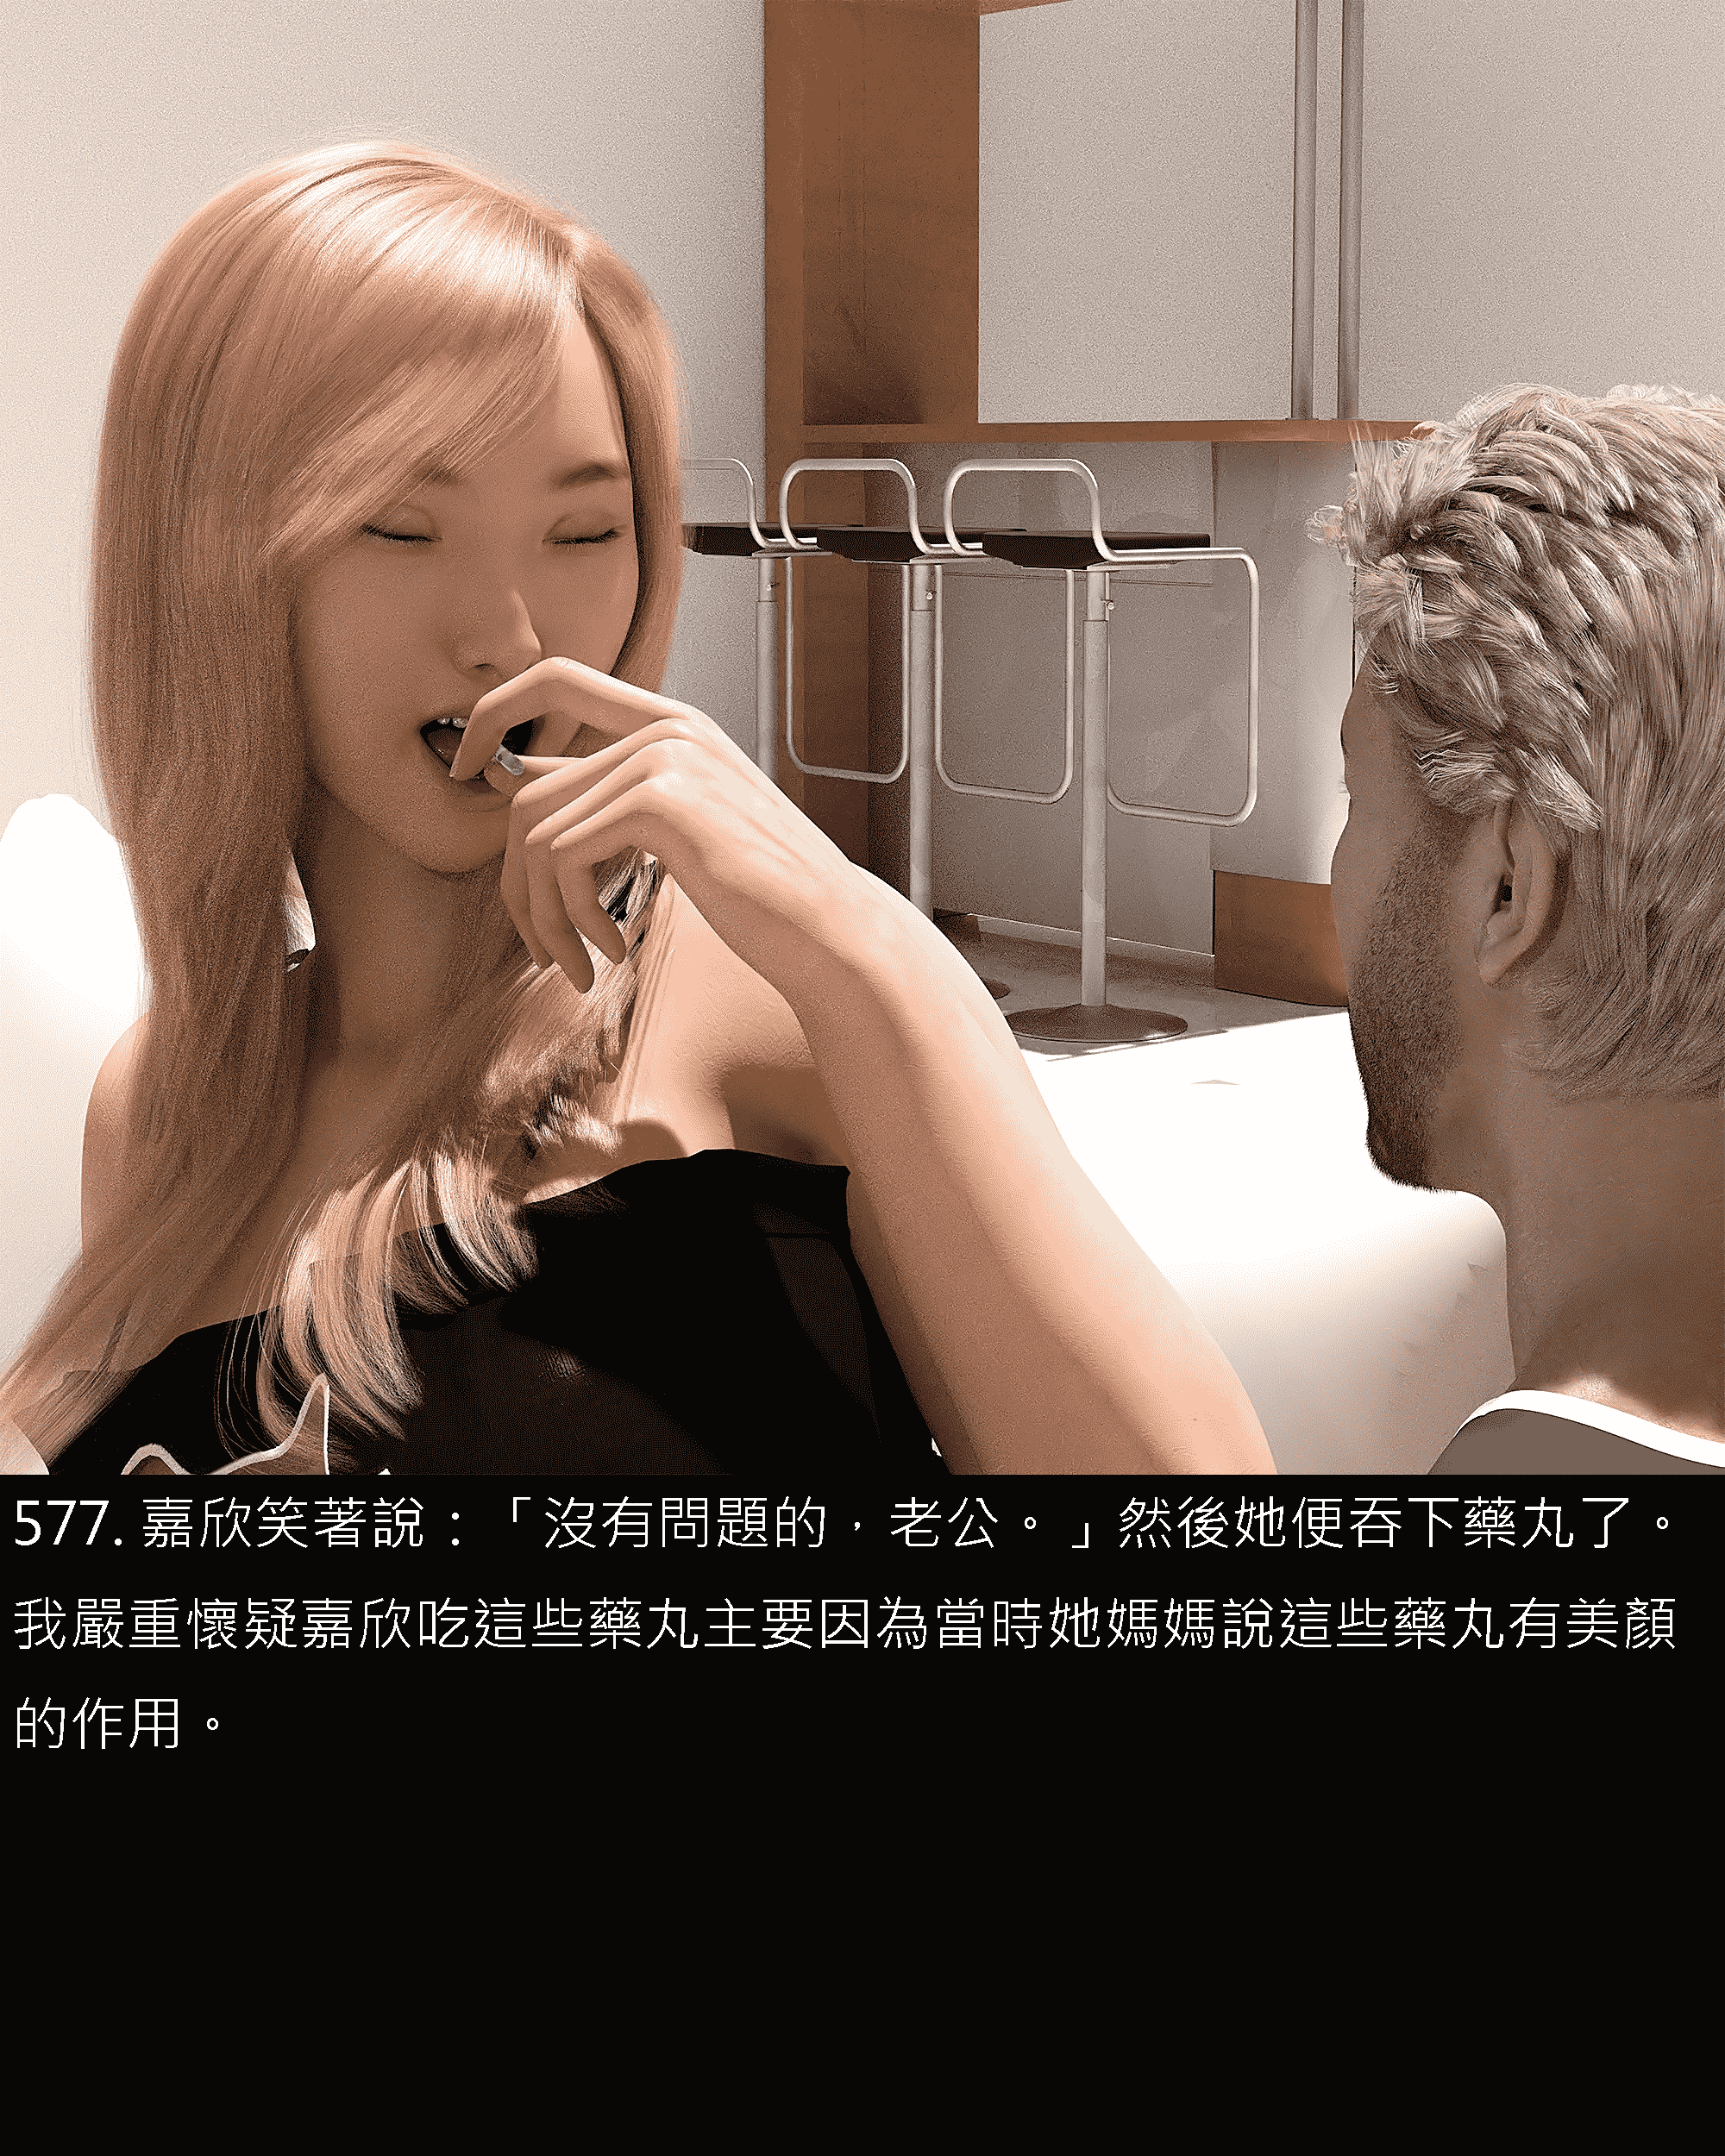 577. 嘉欣笑著說：「沒有問題的，老公。」然後她便吞下藥丸了。
我嚴重懷疑嘉欣吃這些藥丸主要因為當時她媽媽說這些藥丸有美顏
的作用。